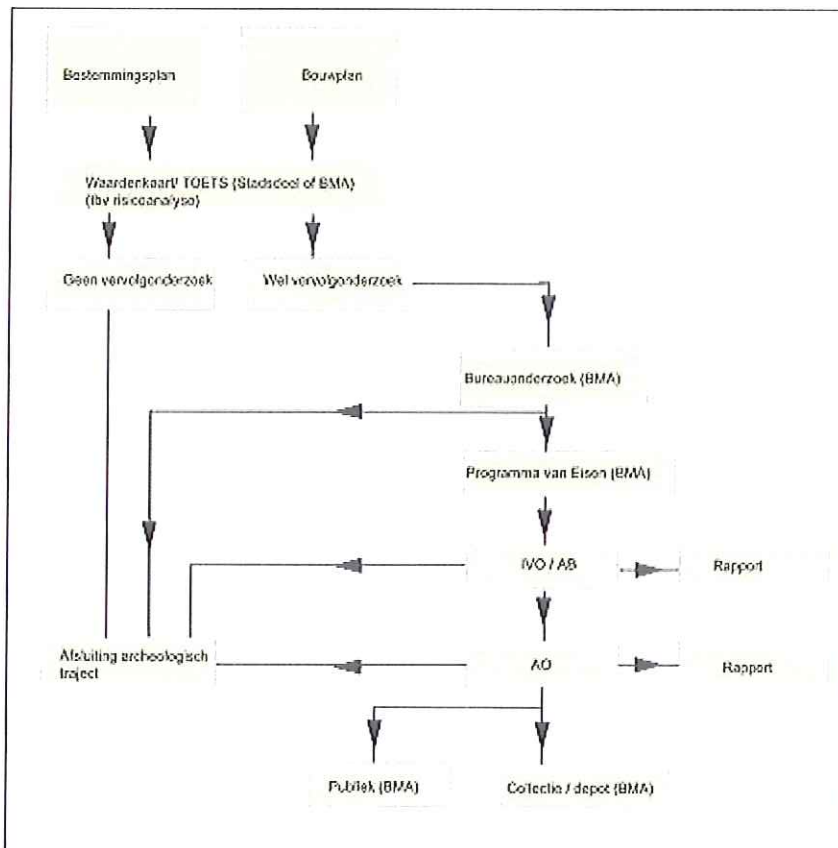 Bestemmingsplan
Bouwplan
Waardenkaart/ TOETS (Stadsdeel of BMA)
(tbv risicoanalyse)
Geen vervolgonderzoek
Wel vervolgonderzoek
Bureauonderzoek (BMA)
Programma van Eisen (BMA)
IVO / AB
Rapport
Afsluiting archeologisch
traject
AO
Rapport
Publiek (BMA)
Collectie / depot (BMA)